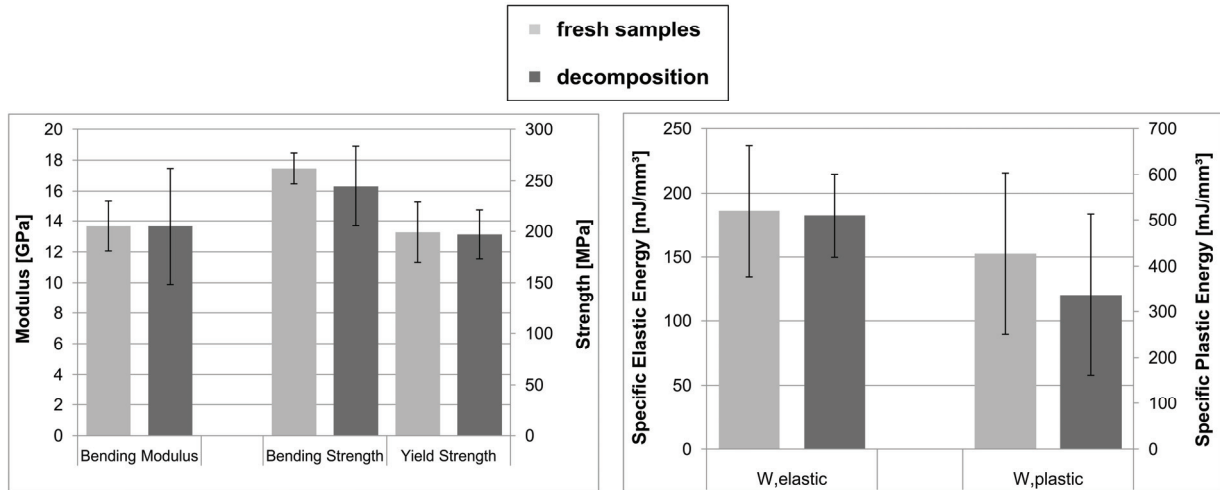 fresh samples
decomposition
Modulus [GPa]
20
18
16
14
12
10
8
6
4
2
0
300
250
200
150
100
50
0
Strength [MPa]
Bending Modulus
Bending Strength
Yield Strength
Specific Elastic Energy [mJ/mm³]
250
200
150
100
50
0
700
600
500
400
300
200
100
0
Specific Plastic Energy [mJ/mm³]
W,elastic
W,plastic